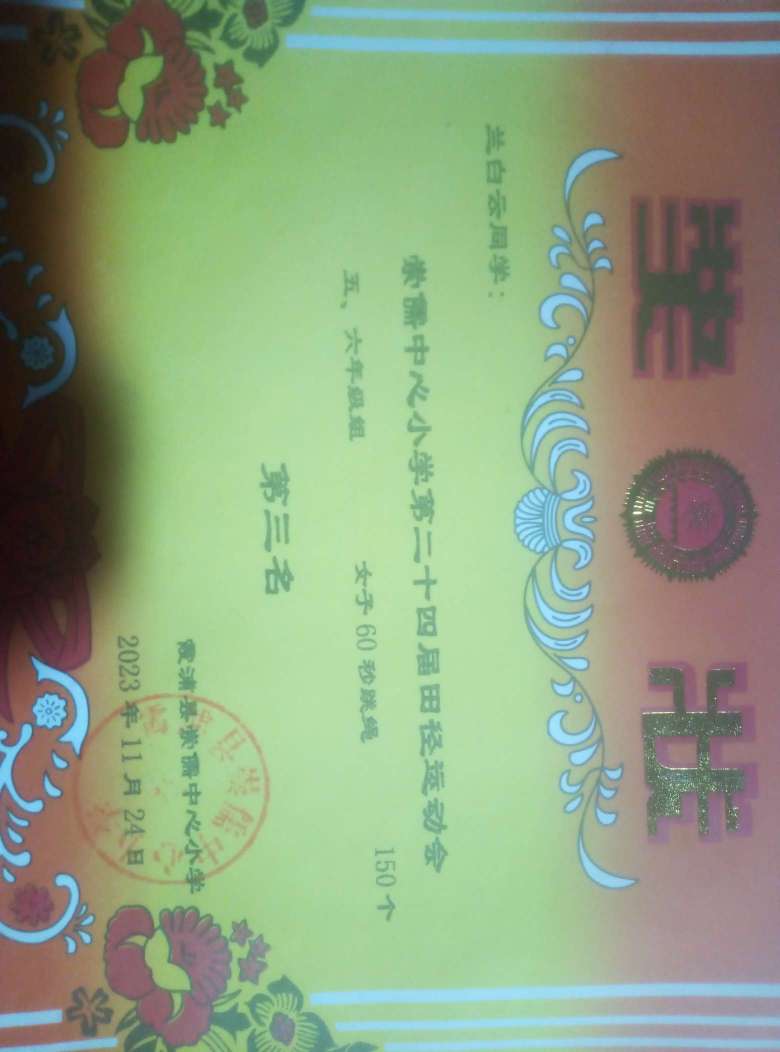 奖状
兰白云同学：
崇儒中心小学第二十四届田径运动会
五、六年级组 女子60秒跳绳 150个
第三名
霞浦县崇儒中心小学
2023年11月24日